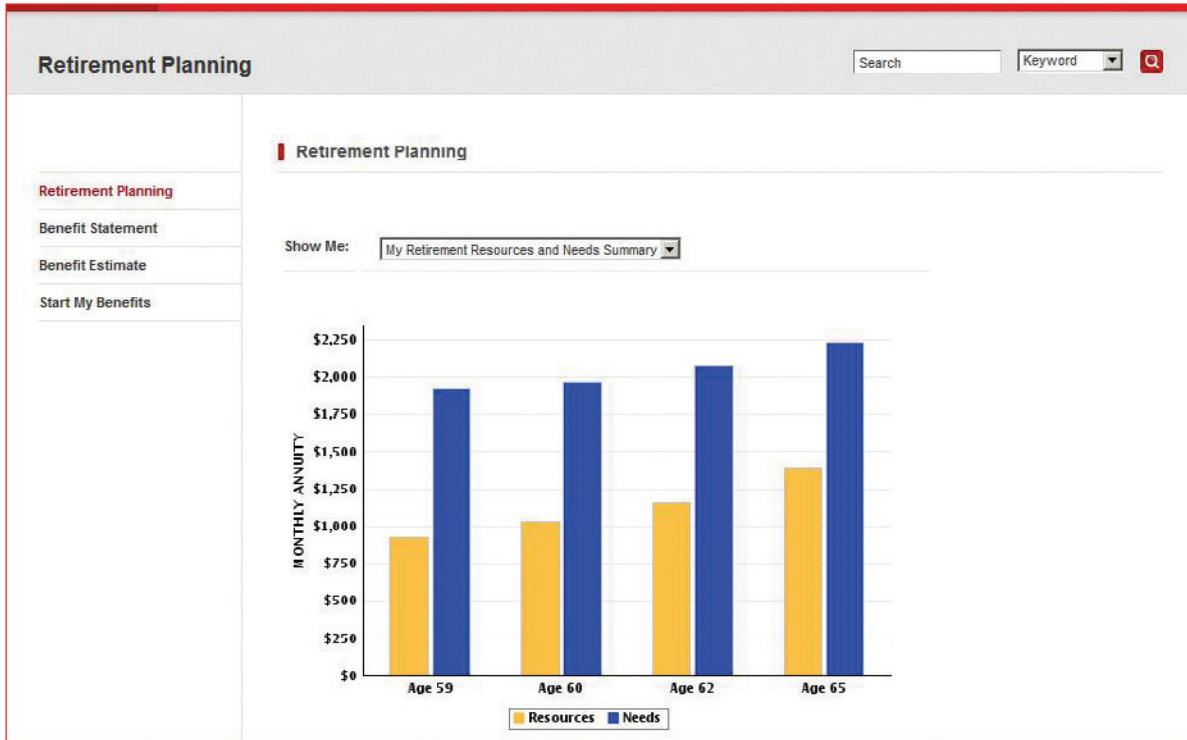 Retirement Planning
Search
Keyword
Retirement Planning
Retirement Planning
Benefit Statement
Benefit Estimate
Start My Benefits
Show Me:
My Retirement Resources and Needs Summary
MONTHLY ANNUITY
$2,250
$2,000
$1,750
$1,500
$1,250
$1,000
$750
$500
$250
$0
Age 59
Age 60
Age 62
Age 65
Resources
Needs